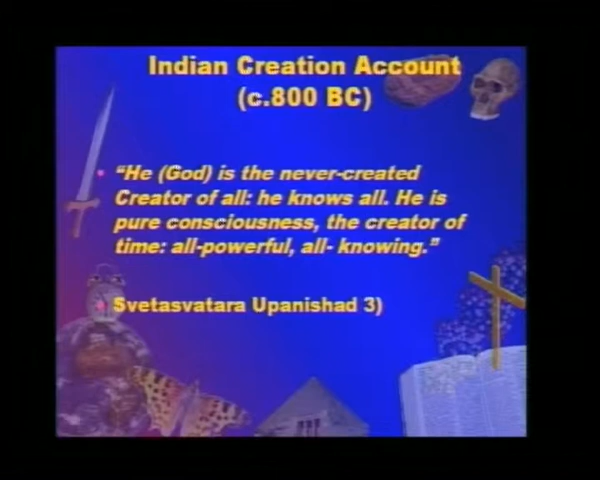 Indian Creation Account
(c.800 BC)
“He (God) is the never-created
Creator of all: he knows all. He is
pure consciousness, the creator of
time: all-powerful, all- knowing.”
Svetasvatara Upanishad 3)